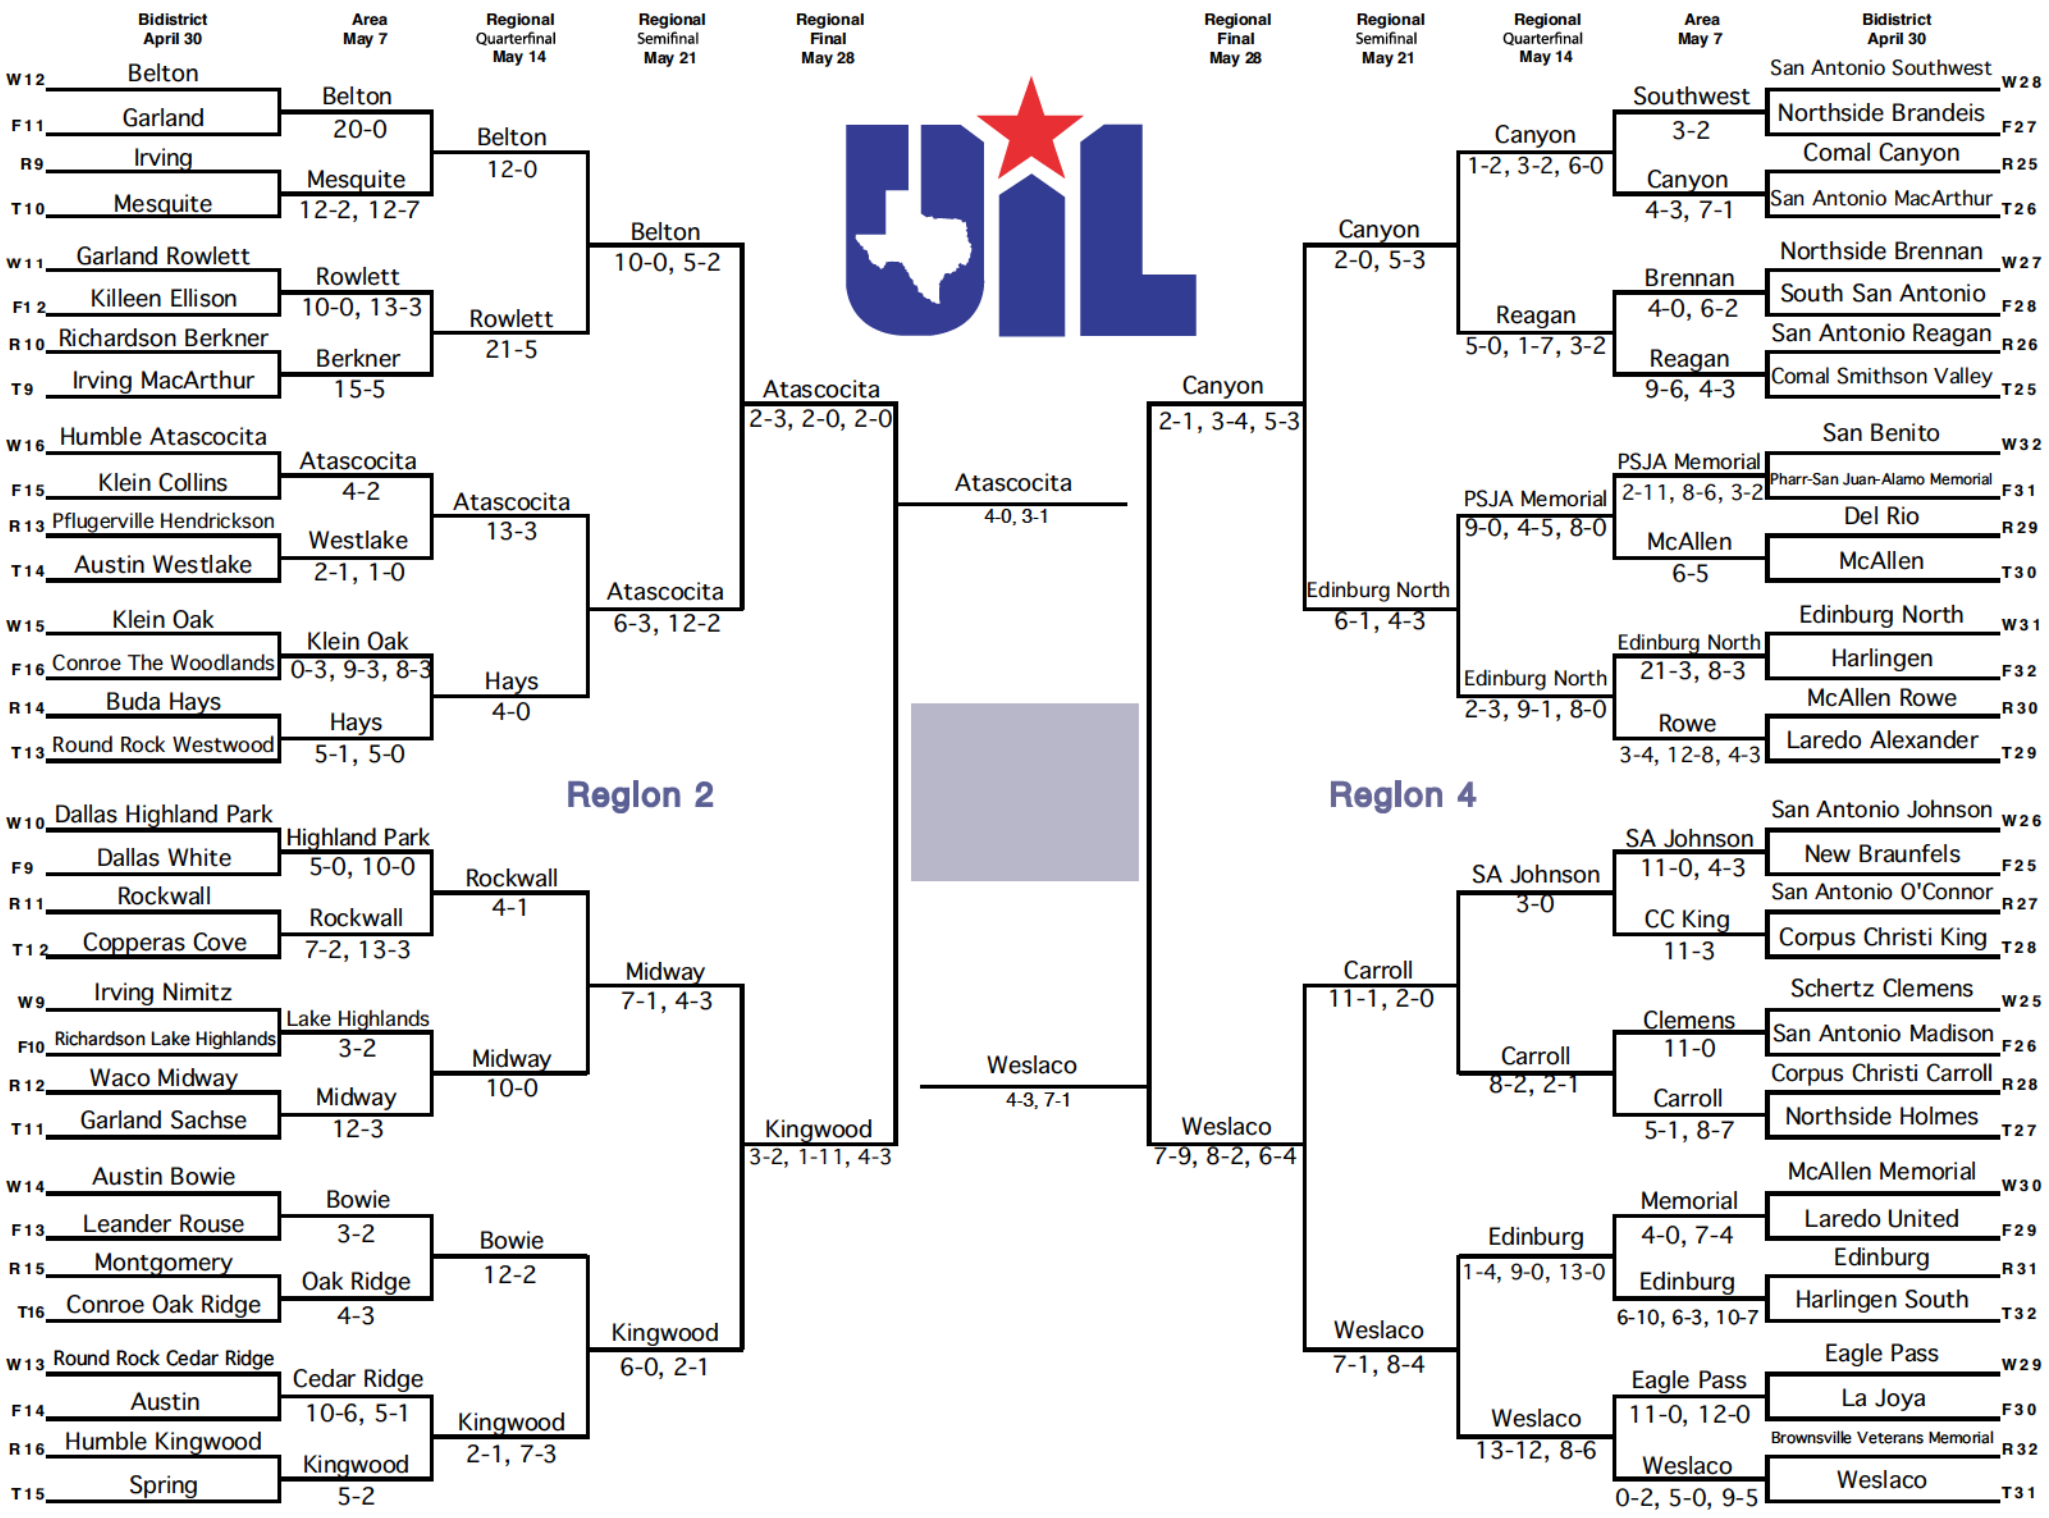 Bidistrict
April 30
Area
May 7
Regional
Quarterfinal
May 14
Regional
Semifinal
May 21
Regional
Final
May 28
Regional
Final
May 28
Regional
Semifinal
May 21
Regional
Quarterfinal
May 14
Area
May 7
Bidistrict
April 30
W12 Belton
F11 Garland
R9 Irving
T10 Mesquite
W11 Garland Rowlett
F12 Killeen Ellison
R10 Richardson Berkner
T9 Irving MacArthur
W16 Humble Atascocita
F15 Klein Collins
R13 Pflugerville Hendrickson
T14 Austin Westlake
W15 Klein Oak
F16 Conroe The Woodlands
R14 Buda Hays
T13 Round Rock Westwood
W10 Dallas Highland Park
F9 Dallas White
R11 Rockwall
T12 Copperas Cove
W9 Irving Nimitz
F10 Richardson Lake Highlands
R12 Waco Midway
T11 Garland Sachse
W14 Austin Bowie
F13 Leander Rouse
R15 Montgomery
T16 Conroe Oak Ridge
W13 Round Rock Cedar Ridge
F14 Austin
R16 Humble Kingwood
T15 Spring
Belton
20-0
Mesquite
12-2, 12-7
Rowlett
10-0, 13-3
Berkner
15-5
Atascocita
4-2
Westlake
2-1, 1-0
Klein Oak
0-3, 9-3, 8-3
Hays
5-1, 5-0
Highland Park
5-0, 10-0
Rockwall
7-2, 13-3
Lake Highlands
3-2
Midway
12-3
Bowie
3-2
Oak Ridge
4-3
Cedar Ridge
10-6, 5-1
Kingwood
5-2
Belton
12-0
Rowlett
21-5
Atascocita
13-3
Hays
4-0
Rockwall
4-1
Midway
10-0
Bowie
12-2
Kingwood
2-1, 7-3
Belton
10-0, 5-2
Atascocita
6-3, 12-2
Region 2
Midway
7-1, 4-3
Kingwood
6-0, 2-1
Atascocita
2-3, 2-0, 2-0
Kingwood
3-2, 1-11, 4-3
UIL
Atascocita
4-0, 3-1
Weslaco
4-3, 7-1
Canyon
2-1, 3-4, 5-3
Weslaco
7-9, 8-2, 6-4
Canyon
2-0, 5-3
Edinburg North
6-1, 4-3
Region 4
Carroll
11-1, 2-0
Weslaco
7-1, 8-4
Canyon
1-2, 3-2, 6-0
Reagan
5-0, 1-7, 3-2
PSJA Memorial
9-0, 4-5, 8-0
Edinburg North
2-3, 9-1, 8-0
SA Johnson
3-0
Carroll
8-2, 2-1
Edinburg
1-4, 9-0, 13-0
Weslaco
13-12, 8-6
Southwest
3-2
Canyon
4-3, 7-1
Brennan
4-0, 6-2
Reagan
9-6, 4-3
PSJA Memorial
2-11, 8-6, 3-2
McAllen
6-5
Edinburg North
21-3, 8-3
Rowe
3-4, 12-8, 4-3
SA Johnson
11-0, 4-3
CC King
11-3
Clemens
11-0
Carroll
5-1, 8-7
Memorial
4-0, 7-4
Edinburg
6-10, 6-3, 10-7
Eagle Pass
11-0, 12-0
Weslaco
0-2, 5-0, 9-5
San Antonio Southwest W28
Northside Brandeis F27
Comal Canyon R25
San Antonio MacArthur T26
Northside Brennan W27
South San Antonio F28
San Antonio Reagan R26
Comal Smithson Valley T25
San Benito W32
Pharr-San Juan-Alamo Memorial F31
Del Rio R29
McAllen T30
Edinburg North W31
Harlingen F32
McAllen Rowe R30
Laredo Alexander T29
San Antonio Johnson W26
New Braunfels F25
San Antonio O'Connor R27
Corpus Christi King T28
Schertz Clemens W25
San Antonio Madison F26
Corpus Christi Carroll R28
Northside Holmes T27
McAllen Memorial W30
Laredo United F29
Edinburg R31
Harlingen South T32
Eagle Pass W29
La Joya F30
Brownsville Veterans Memorial R32
Weslaco T31